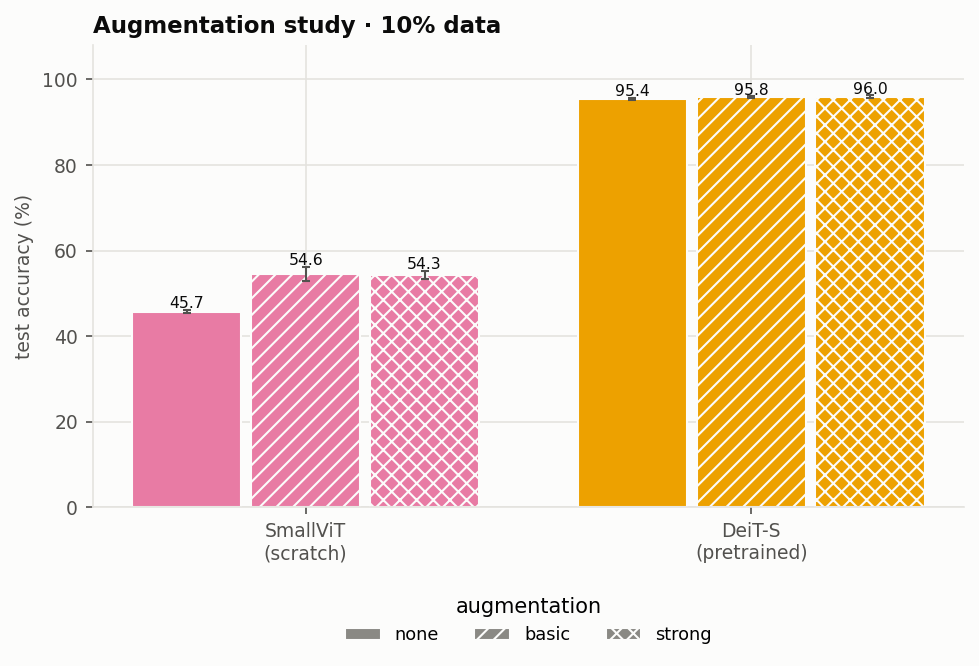 Augmentation study · 10% data
test accuracy (%)
100
80
60
40
20
0
45.7
54.6
54.3
95.4
95.8
96.0
SmallViT
(scratch)
DeiT-S
(pretrained)
augmentation
none basic strong